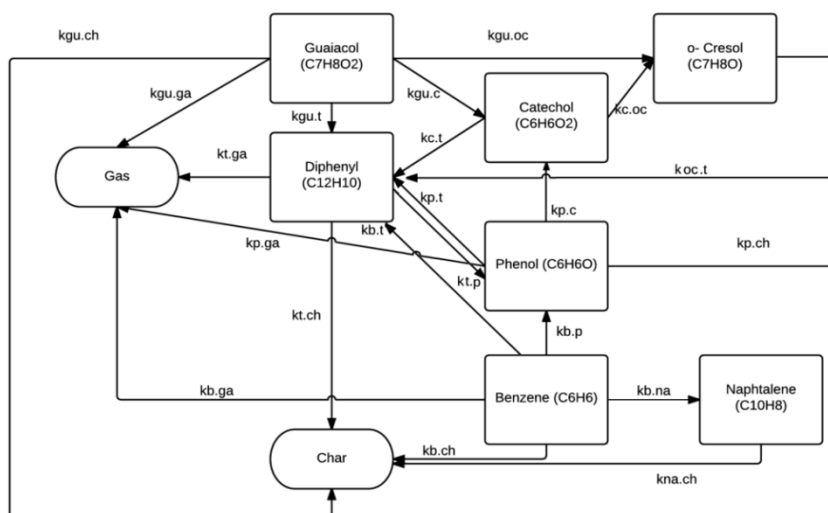 kgu.ch
Guaiacol
(C7H8O2)
kgu.oc
o- Cresol
(C7H8O)
kgu.ga
kgu.c
Catechol
(C6H6O2)
kc.oc
kgu.t
kc.t
kt.ga
Gas
Diphenyl
(C12H10)
koc.t
kp.t
kp.c
kb.t
kp.ga
kp.ch
Phenol (C6H6O)
kt.p
kt.ch
kb.p
kb.ga
Benzene (C6H6)
kb.na
Naphtalene
(C10H8)
kb.ch
Char
kna.ch